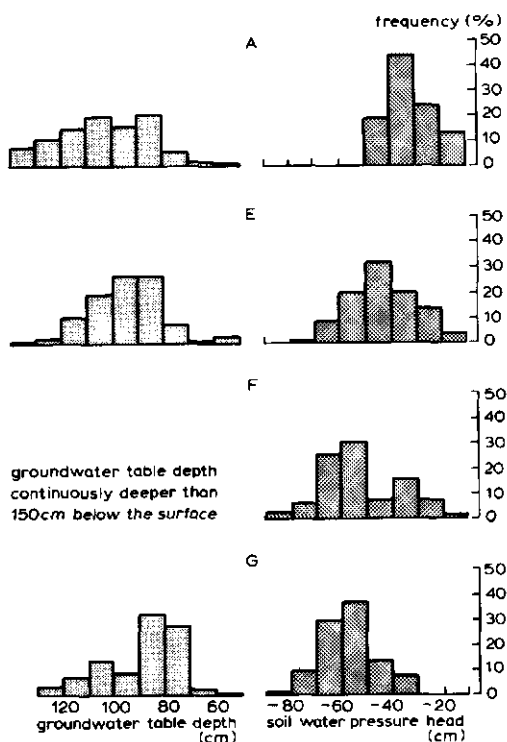 frequency (%)
A
50
40
30
20
10
0
E
50
40
30
20
10
0
F
50
40
30
20
10
0
groundwater table depth
continuously deeper than
150cm below the surface
G
50
40
30
20
10
0
120 100 80 60
groundwater table depth
(cm)
-80 -60 -40 -20
soil water pressure head
(cm)